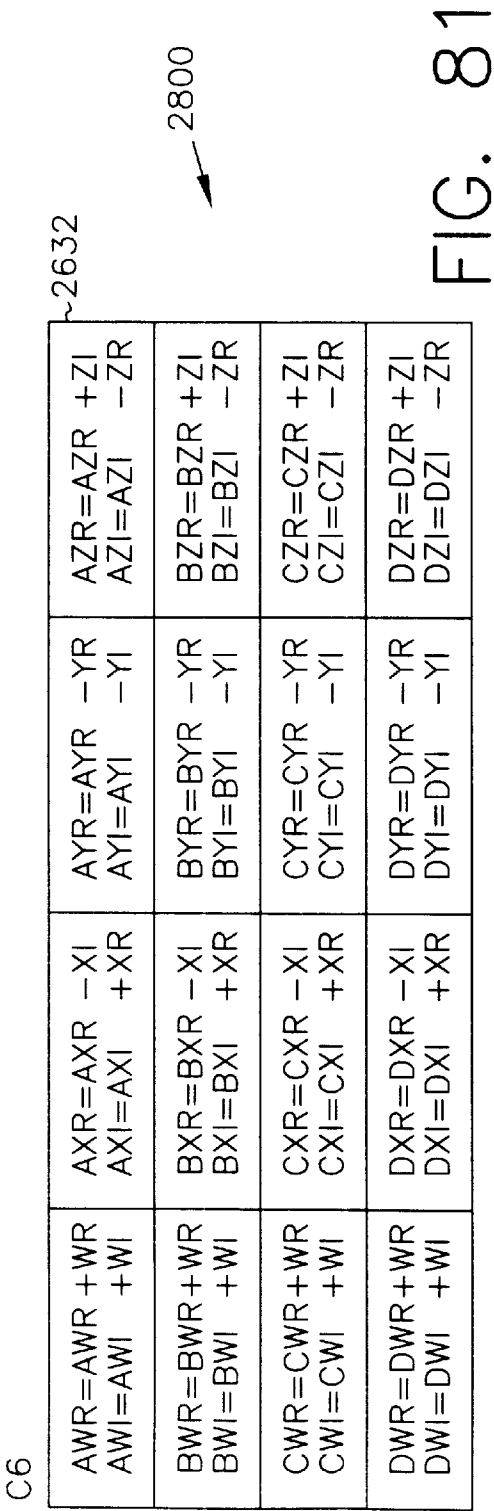 C6
AWR=AWR +WR
AWI=AWI +WI
AXR=AXR −XI
AXI=AXI +XR
AYR=AYR −YR
AYI=AYI −YI
AZR=AZR +ZI
AZI=AZI −ZR
BWR=BWR+WR
BWI=BWI +WI
BXR=BXR −XI
BXI=BXI +XR
BYR=BYR −YR
BYI=BYI −YI
BZR=BZR +ZI
BZI=BZI −ZR
CWR=CWR+WR
CWI=CWI +WI
CXR=CXR −XI
CXI=CXI +XR
CYR=CYR −YR
CYI=CYI −YI
CZR=CZR +ZI
CZI=CZI −ZR
DWR=DWR+WR
DWI=DWI +WI
DXR=DXR −XI
DXI=DXI +XR
DYR=DYR −YR
DYI=DYI −YI
DZR=DZR +ZI
DZI=DZI −ZR
2632
2800
FIG. 81